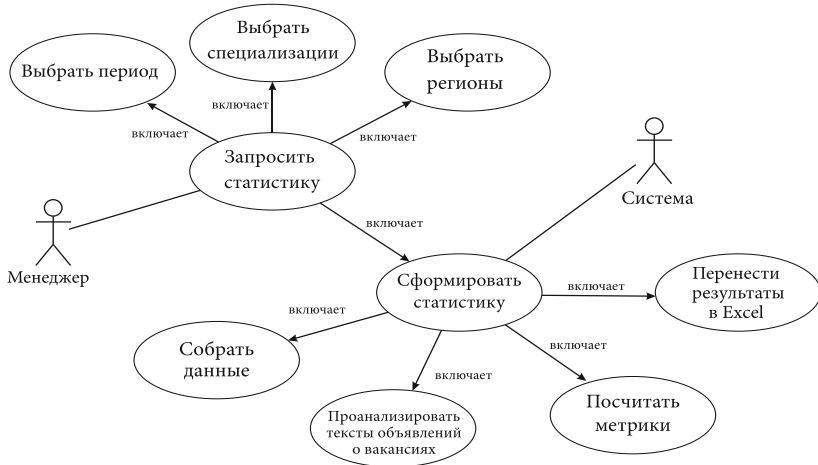 Выбрать
специализации
Выбрать период
Выбрать
регионы
включает
включает
включает
Запросить
статистику
Система
Менеджер
включает
Сформировать
статистику
включает
Перенести
результаты
в Excel
включает
Собрать
данные
включает
включает
Проанализировать
тексты объявлений
о вакансиях
Посчитать
метрики